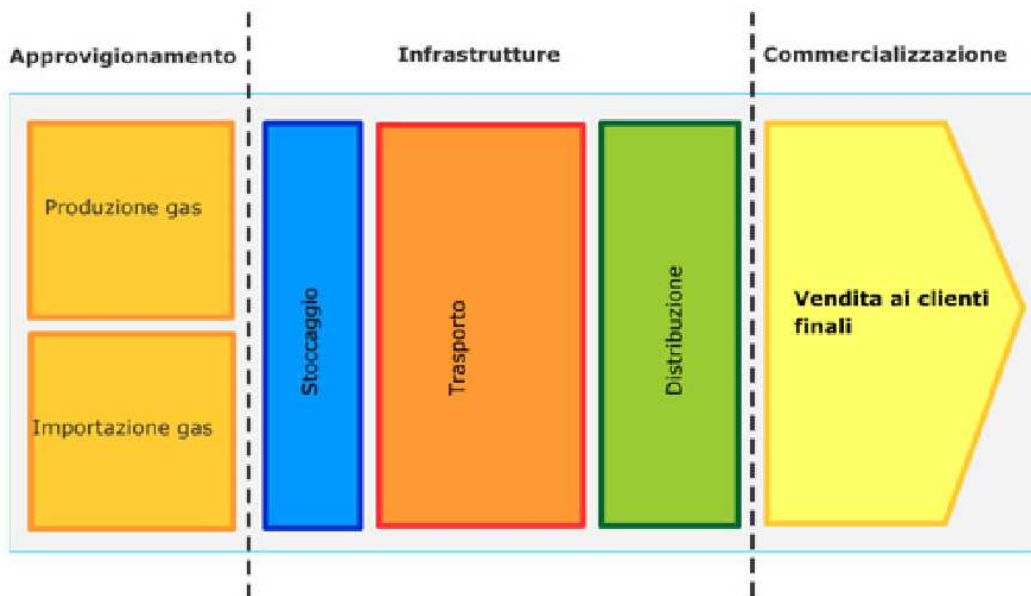 Approvigionamento
Infrastrutture
Commercializzazione
Produzione gas
Importazione gas
Stoccaggio
Trasporto
Distribuzione
Vendita ai clienti
finali